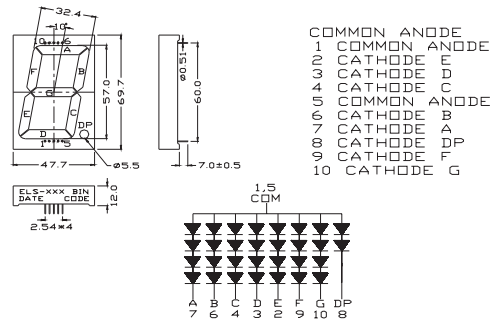 32.4
10°
10 6
A
F B
G
E C
D DP
1 5
57.0
69.7
47.7
ø5.5
ø0.51
60.0
7.0±0.5
ELS-XXX BIN
DATE CODE
12.0
2.54*4
COMMON ANODE
1 COMMON ANODE
2 CATHODE E
3 CATHODE D
4 CATHODE C
5 COMMON ANODE
6 CATHODE B
7 CATHODE A
8 CATHODE DP
9 CATHODE F
10 CATHODE G
1,5
COM
A B C D E F G DP
7 6 4 3 2 9 10 8